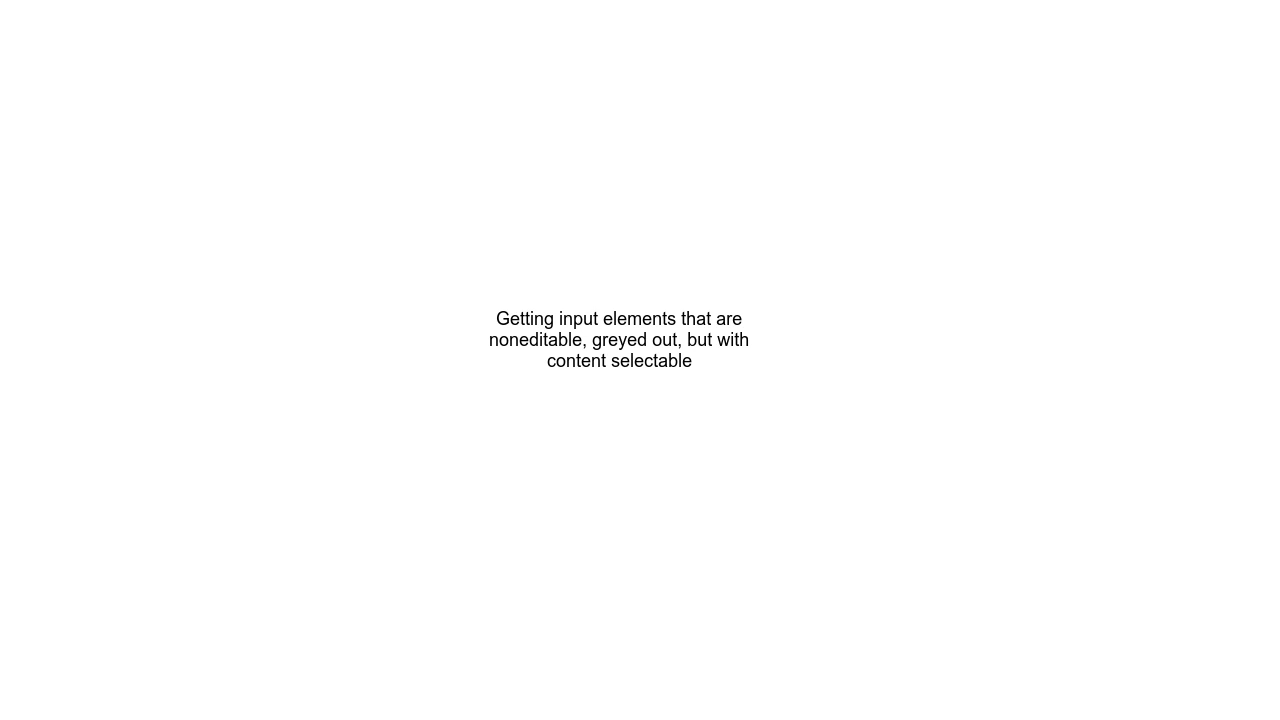 Getting input elements that are
noneditable, greyed out, but with
content selectable